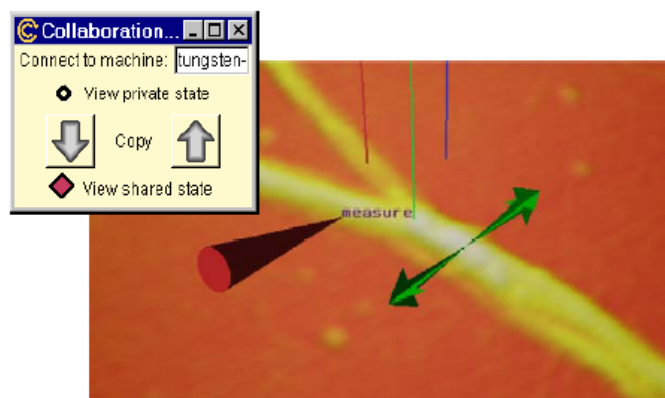 Collaboration...
Connect to machine: tungsten-
View private state
Copy
View shared state
measure